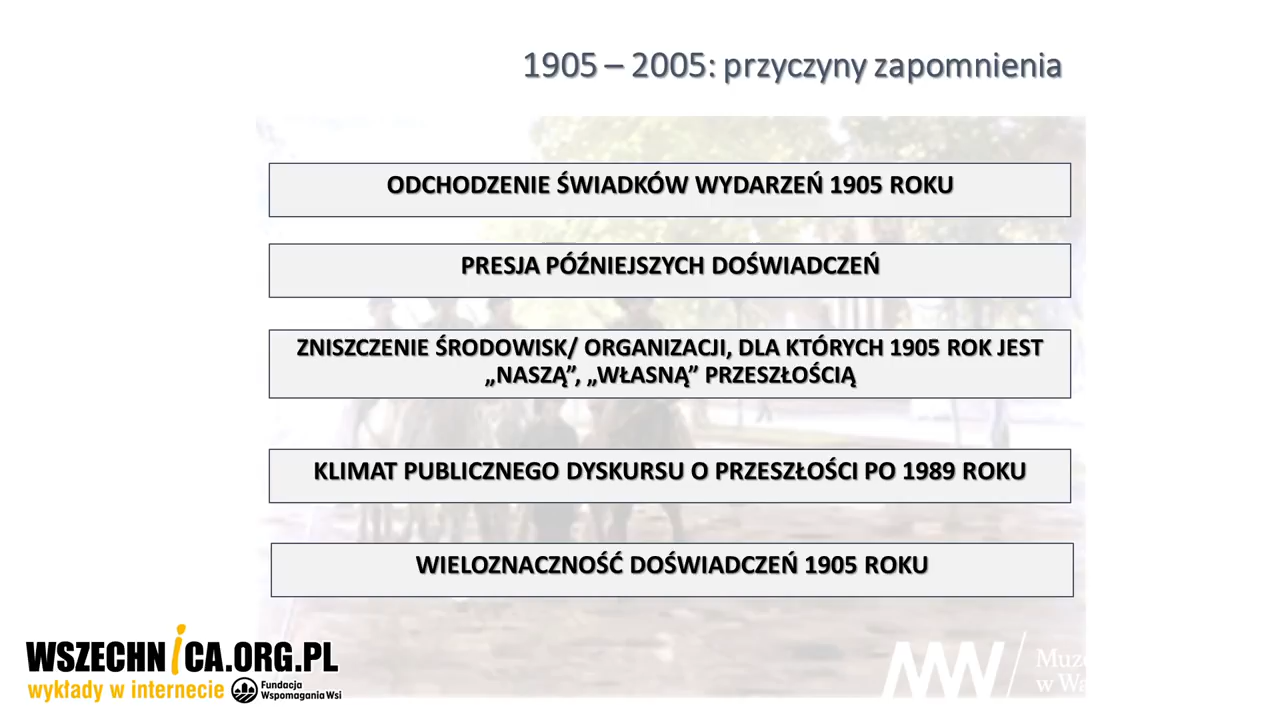 1905 – 2005: przyczyny zapomnienia
ODCHODZENIE ŚWIADKÓW WYDARZEŃ 1905 ROKU
PRESJA PÓŹNIEJSZYCH DOŚWIADCZEŃ
ZNISZCZENIE ŚRODOWISK/ ORGANIZACJI, DLA KTÓRYCH 1905 ROK JEST
„NASZĄ”, „WŁASNĄ” PRZESZŁOŚCIĄ
KLIMAT PUBLICZNEGO DYSKURSU O PRZESZŁOŚCI PO 1989 ROKU
WIELOZNACZNOŚĆ DOŚWIADCZEŃ 1905 ROKU
WSZECHNiCA.ORG.PL
wykłady w internecie
Fundacja
Wspomagania Wsi
MW
w